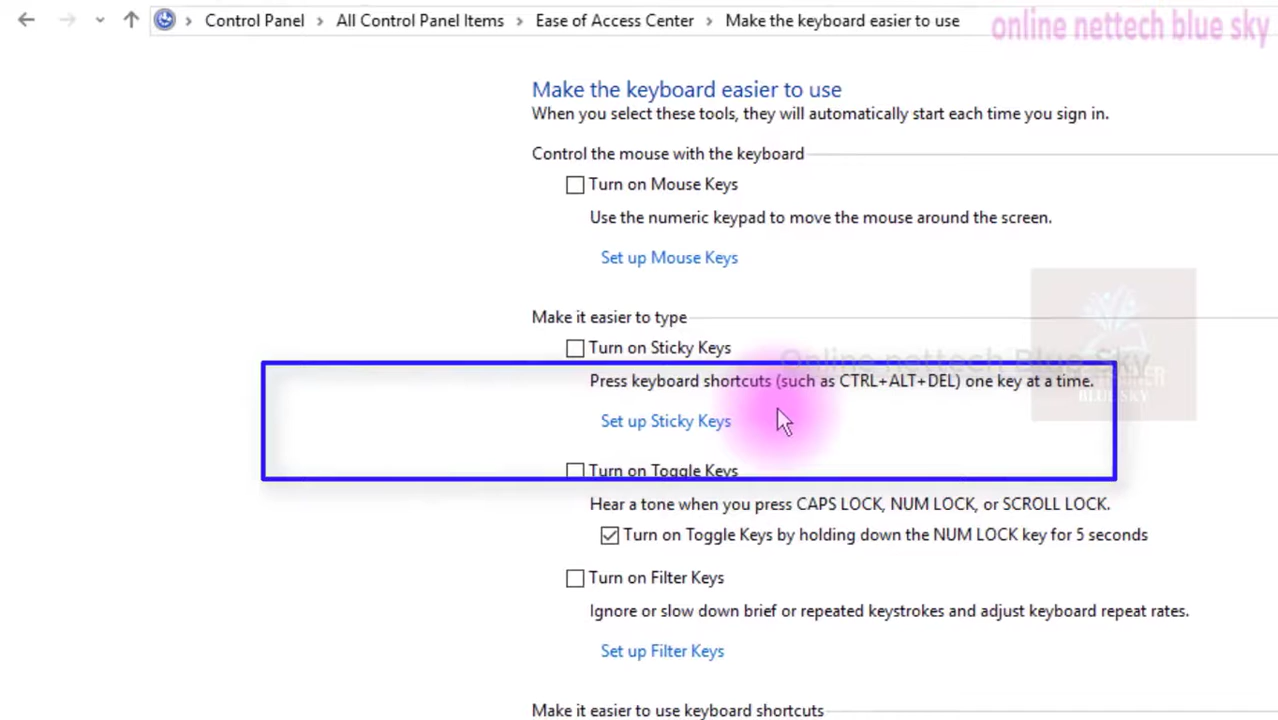 Control Panel > All Control Panel Items > Ease of Access Center > Make the keyboard easier to use
online nettech blue sky
Make the keyboard easier to use
When you select these tools, they will automatically start each time you sign in.
Control the mouse with the keyboard
Turn on Mouse Keys
Use the numeric keypad to move the mouse around the screen.
Set up Mouse Keys
Make it easier to type
Turn on Sticky Keys
Online nettech Blue Sky
Press keyboard shortcuts (such as CTRL+ALT+DEL) one key at a time.
BLUE SKY
Set up Sticky Keys
Turn on Toggle Keys
Hear a tone when you press CAPS LOCK, NUM LOCK, or SCROLL LOCK.
Turn on Toggle Keys by holding down the NUM LOCK key for 5 seconds
Turn on Filter Keys
Ignore or slow down brief or repeated keystrokes and adjust keyboard repeat rates.
Set up Filter Keys
Make it easier to use keyboard shortcuts